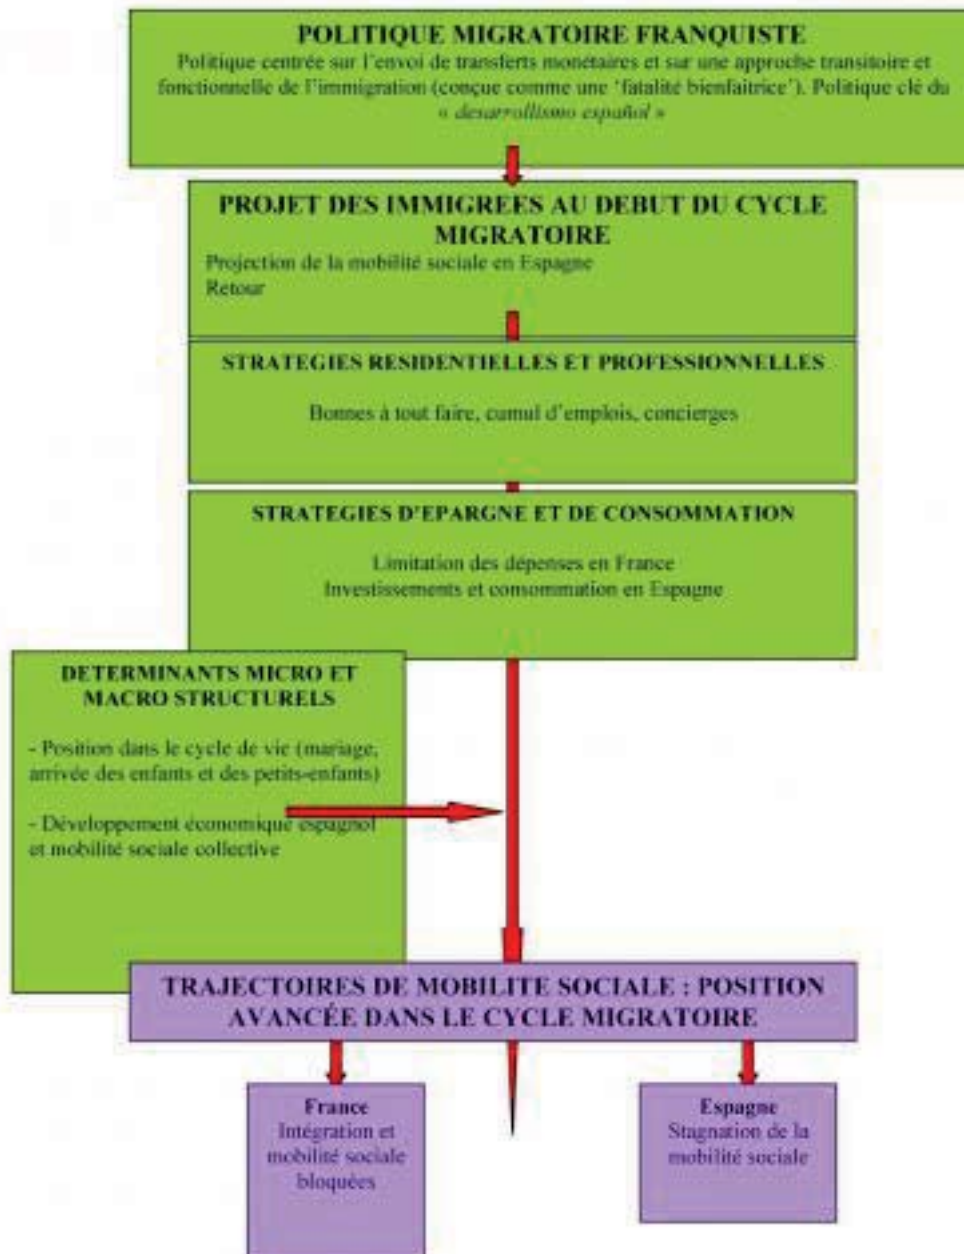 POLITIQUE MIGRATOIRE FRANQUISTE
Politique centrée sur l'envoi de transferts monétaires et sur une approche transitoire et
fonctionnelle de l'immigration (conçue comme une 'fatalité bienfaitrice'). Politique clé du
« desarrollismo español »
PROJET DES IMMIGREES AU DEBUT DU CYCLE
MIGRATOIRE
Projection de la mobilité sociale en Espagne
Retour
STRATEGIES RESIDENTIELLES ET PROFESSIONNELLES
Bonnes à tout faire, cumul d'emplois, concierges
STRATEGIES D'EPARGNE ET DE CONSOMMATION
Limitation des dépenses en France
Investissements et consommation en Espagne
DETERMINANTS MICRO ET
MACRO STRUCTURELS
- Position dans le cycle de vie (mariage,
arrivée des enfants et des petits-enfants)
- Développement économique espagnol
et mobilité sociale collective
TRAJECTOIRES DE MOBILITE SOCIALE : POSITION
AVANCÉE DANS LE CYCLE MIGRATOIRE
France
Intégration et
mobilité sociale
bloquées
Espagne
Stagnation de la
mobilité sociale